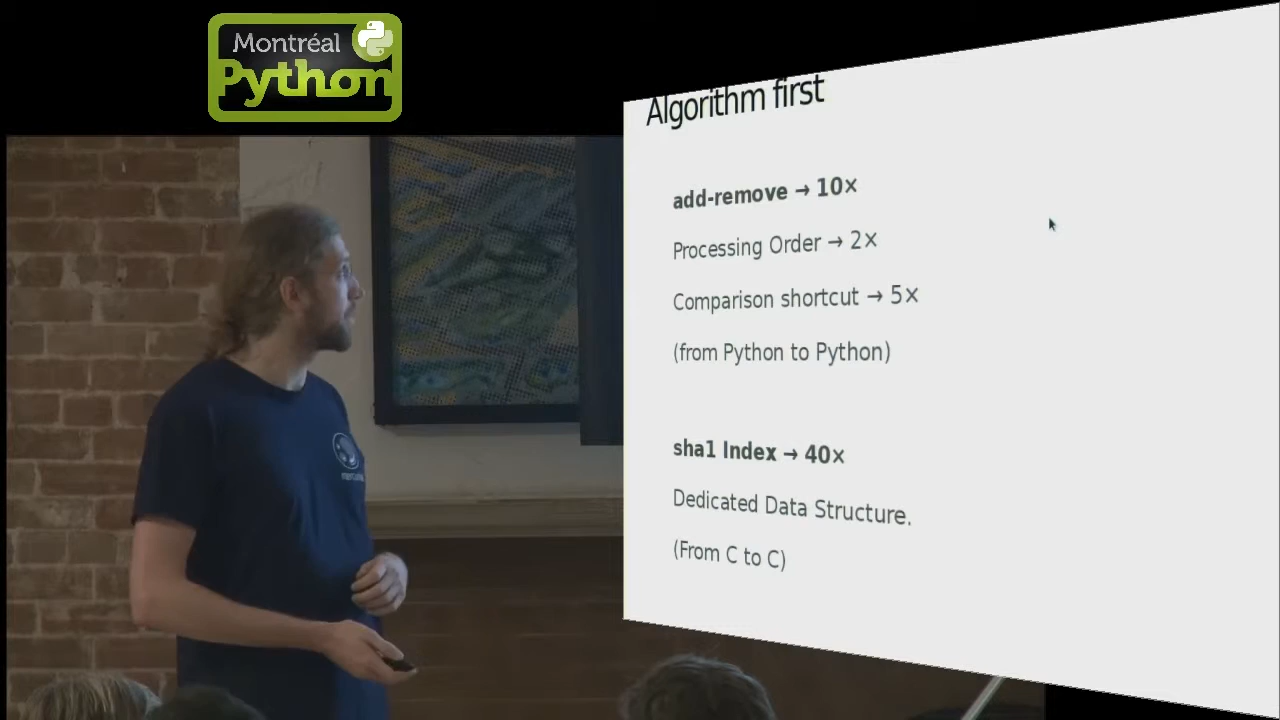 Montréal
Python
Algorithm first
add-remove → 10×
Processing Order → 2×
Comparison shortcut → 5×
(from Python to Python)
sha1 Index → 40×
Dedicated Data Structure.
(From C to C)